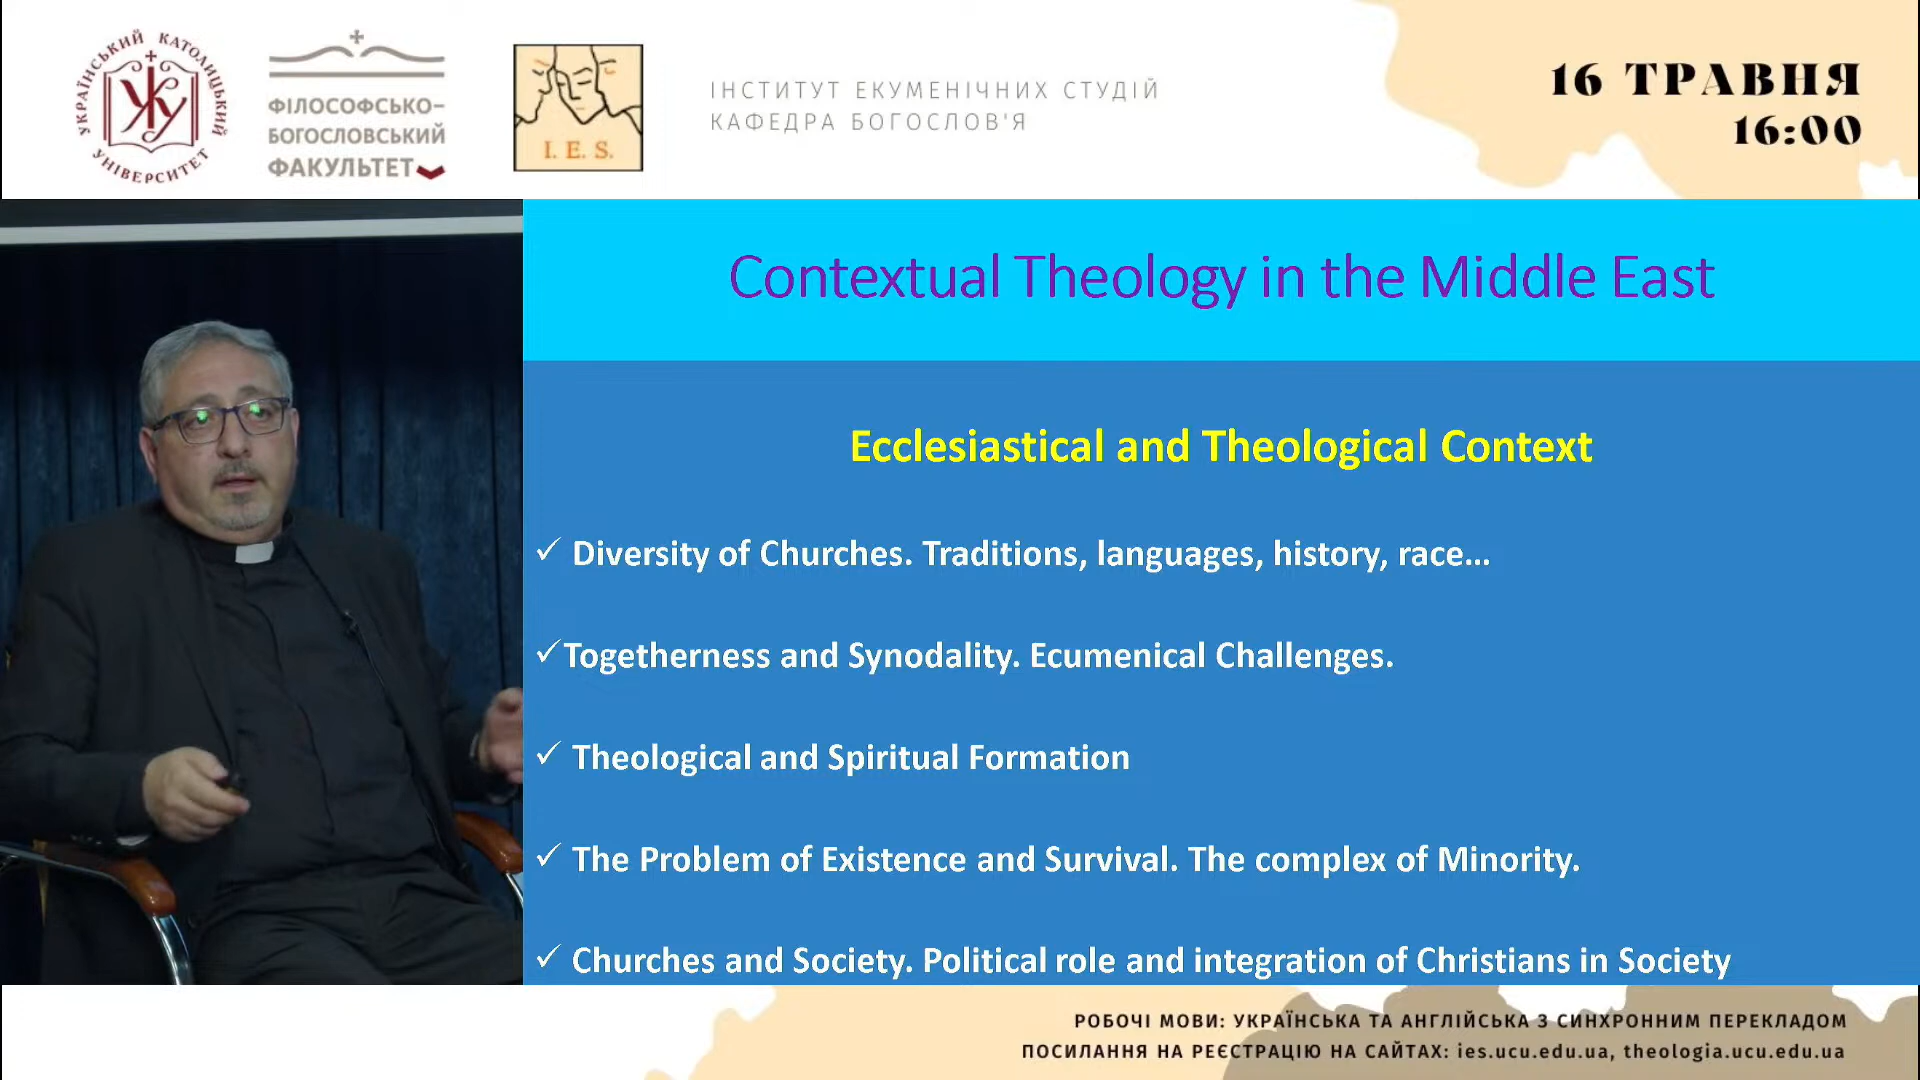 УКРАЇНСЬКИЙ КАТОЛИЦЬКИЙ
УНІВЕРСИТЕТ
ФІЛОСОФСЬКО-
БОГОСЛОВСЬКИЙ
ФАКУЛЬТЕТ
I. E. S.
ІНСТИТУТ ЕКУМЕНІЧНИХ СТУДІЙ
КАФЕДРА БОГОСЛОВ'Я
16 ТРАВНЯ
16:00
Contextual Theology in the Middle East
Ecclesiastical and Theological Context
✓ Diversity of Churches. Traditions, languages, history, race...
✓Togetherness and Synodality. Ecumenical Challenges.
✓ Theological and Spiritual Formation
✓ The Problem of Existence and Survival. The complex of Minority.
✓ Churches and Society. Political role and integration of Christians in Society
РОБОЧІ МОВИ: УКРАЇНСЬКА ТА АНГЛІЙСЬКА З СИНХРОННИМ ПЕРЕКЛАДОМ
ПОСИЛАННЯ НА РЕЄСТРАЦІЮ НА САЙТАХ: ies.ucu.edu.ua, theologia.ucu.edu.ua